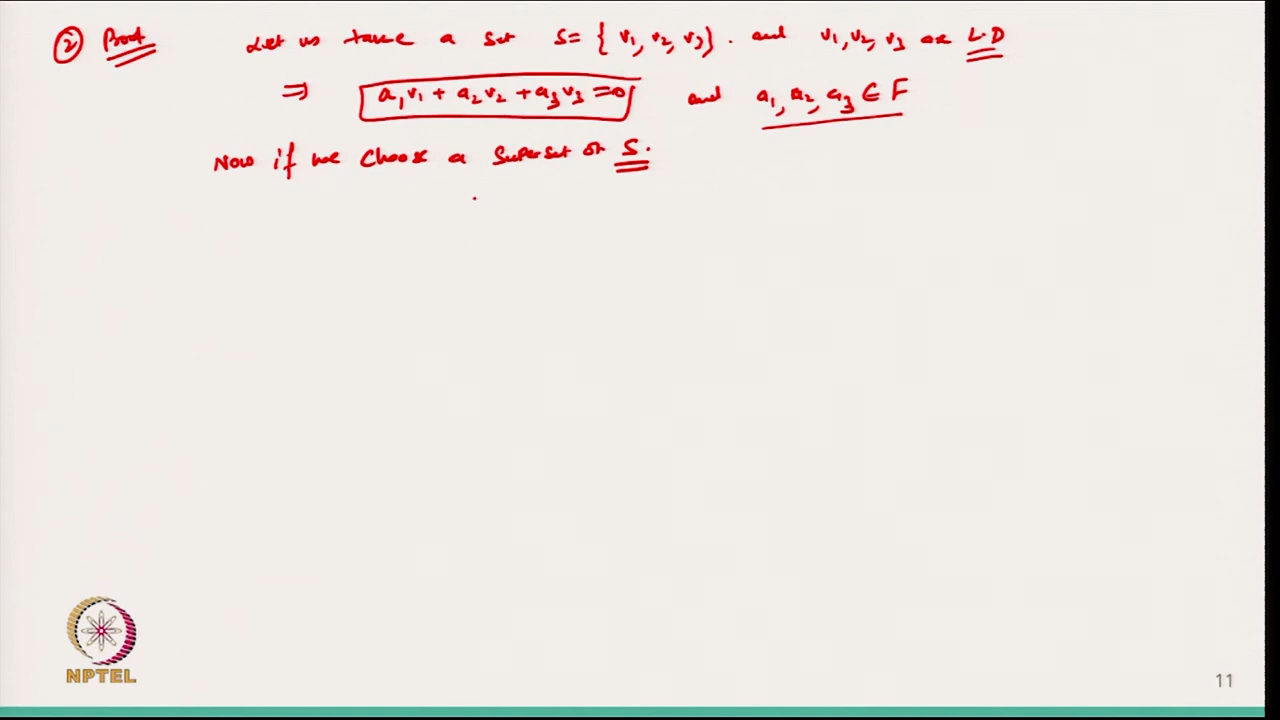 ② Proof Let us take a set S = { v₁, v₂, v₃ } . and v₁, v₂, v₃ are L.D
⇒ a₁v₁ + a₂v₂ + a₃v₃ = 0 and a₁, a₂, a₃ ∈ F
Now if we choose a superset of S.
NPTEL
11